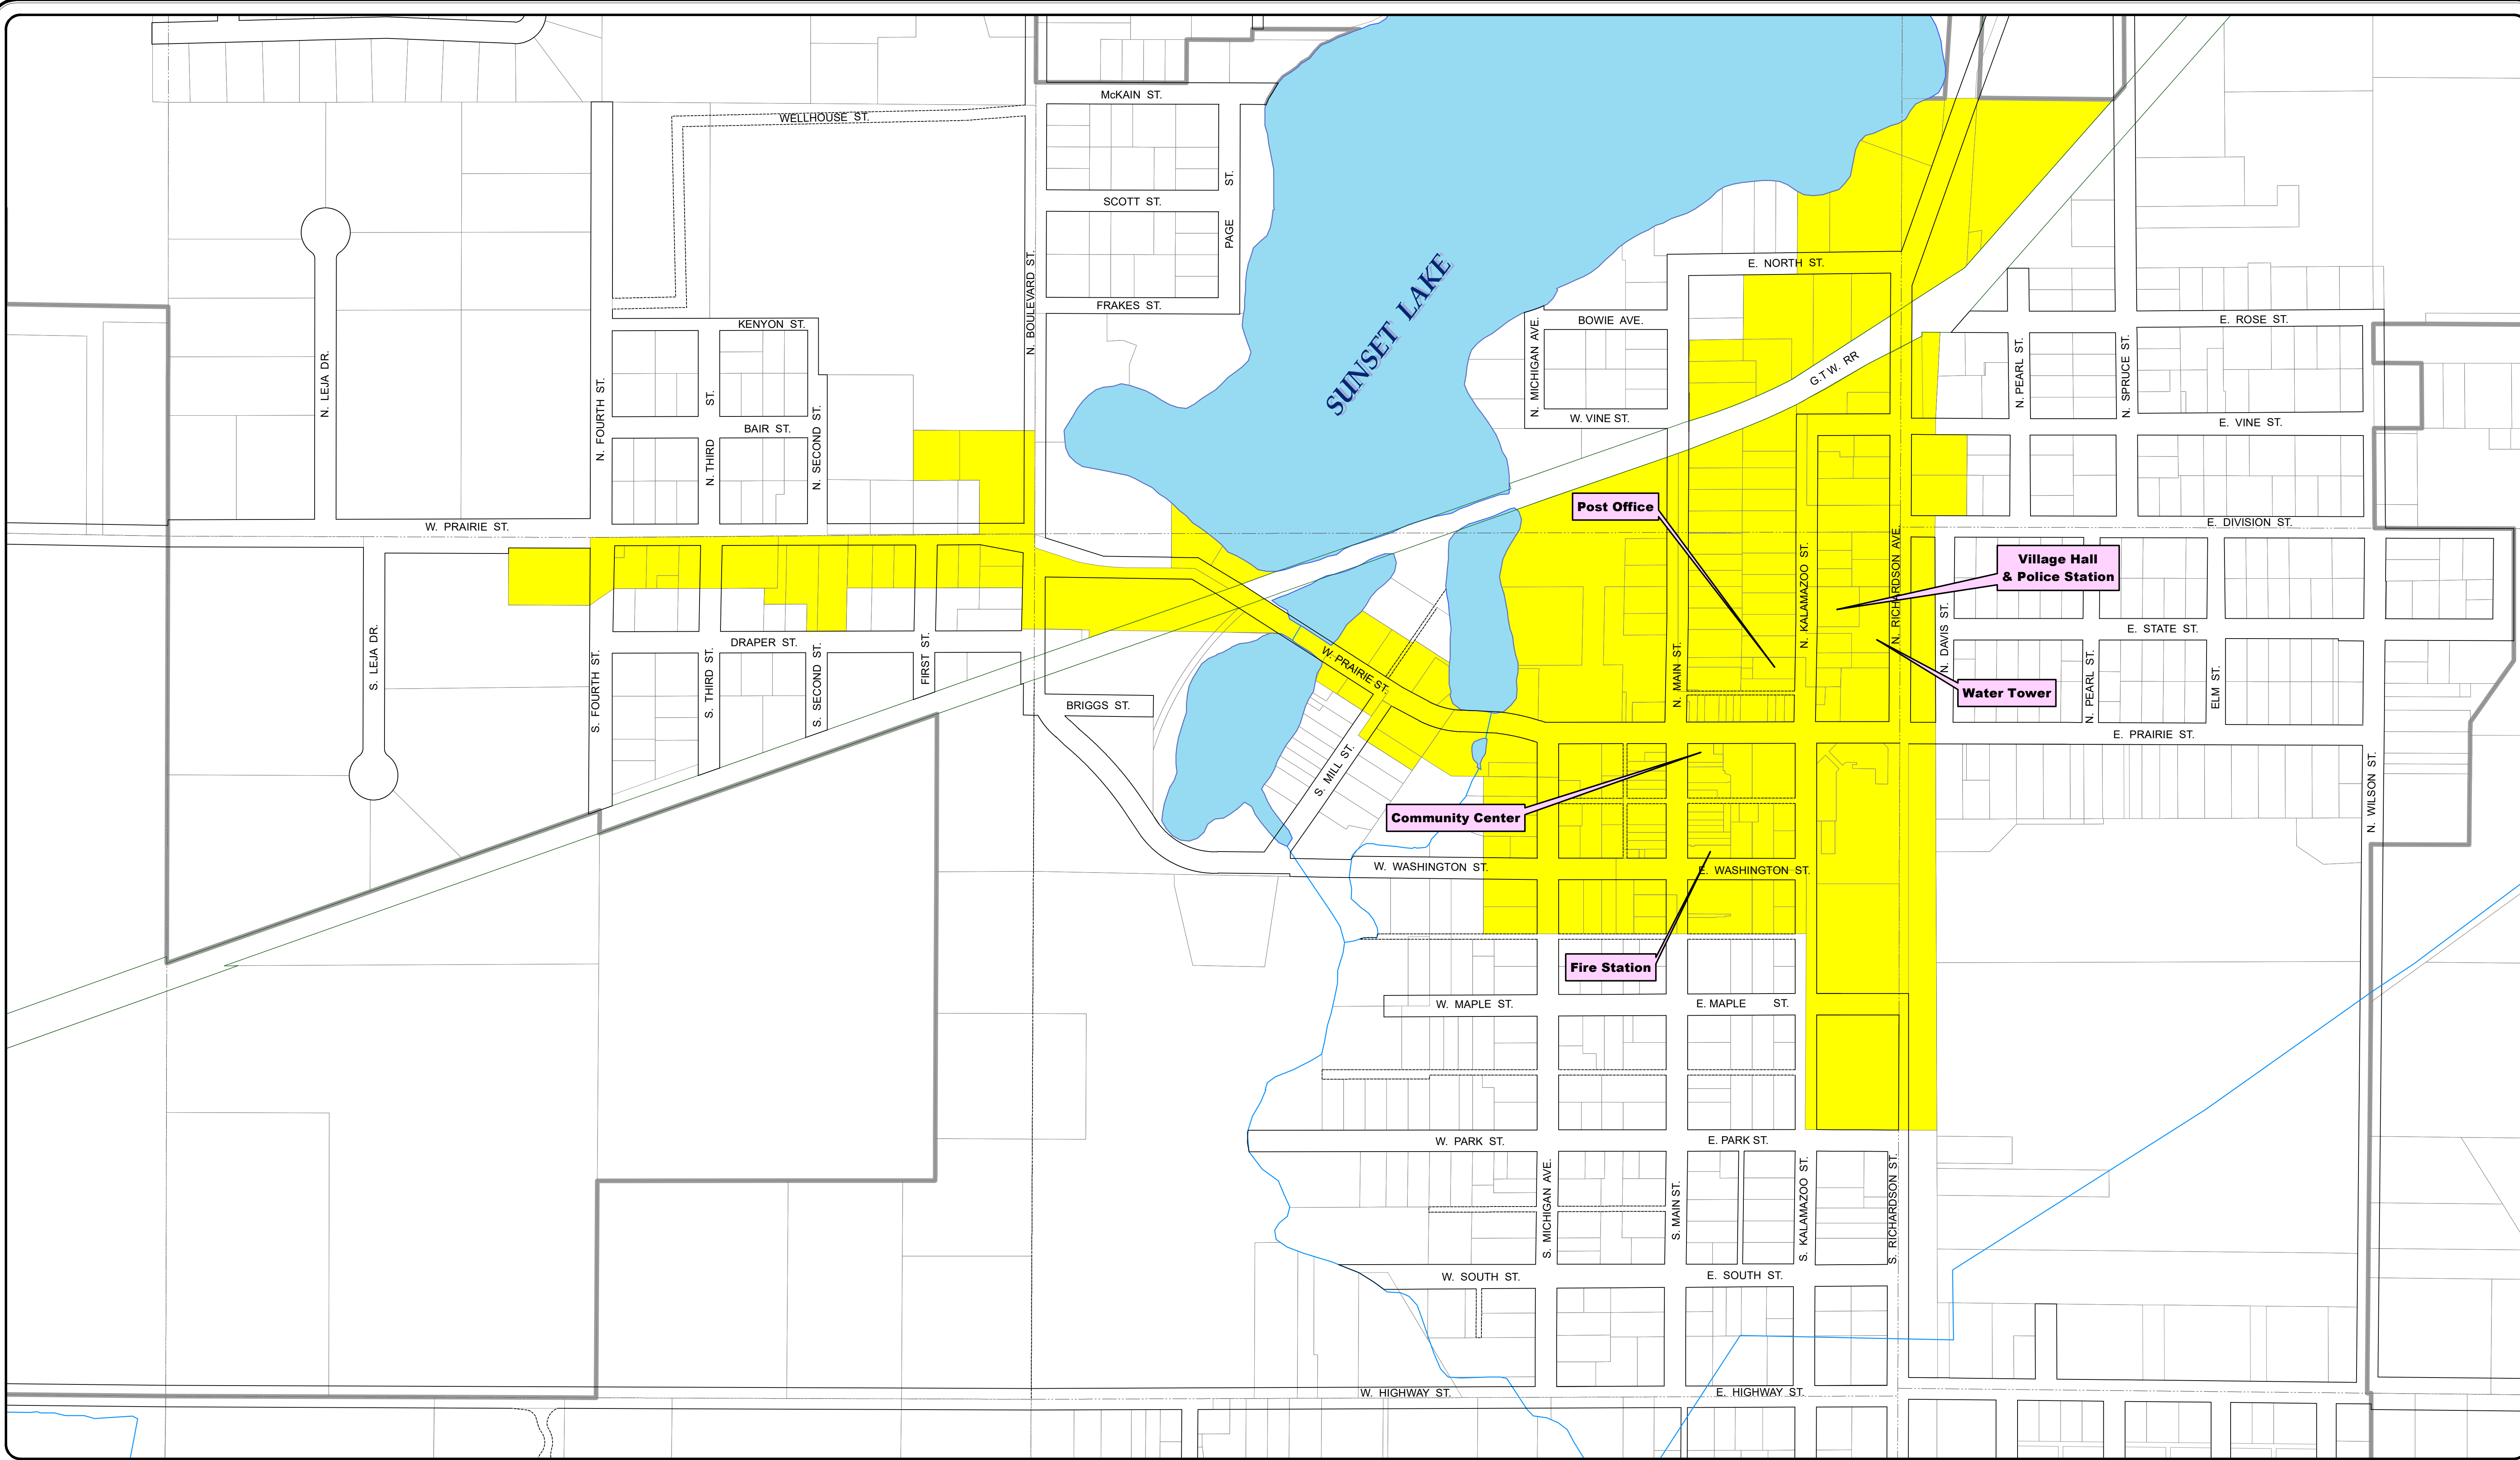 McKAIN ST.
WELLHOUSE ST.
SCOTT ST.
PAGE ST.
FRAKES ST.
N. BOULEVARD ST.
KENYON ST.
N. LEJA DR.
N. FOURTH ST.
N. THIRD ST.
BAIR ST.
N. SECOND ST.
W. PRAIRIE ST.
SUNSET LAKE
E. NORTH ST.
N. MICHIGAN AVE.
BOWIE AVE.
W. VINE ST.
G.T W. RR
E. ROSE ST.
N. PEARL ST.
N. SPRUCE ST.
E. VINE ST.
E. DIVISION ST.
Post Office
Village Hall
& Police Station
N. KALAMAZOO ST.
N. RICHARDSON AVE.
N. DAVIS ST.
E. STATE ST.
N. MAIN ST.
Water Tower
N. PEARL ST.
ELM ST.
E. PRAIRIE ST.
N. WILSON ST.
S. LEJA DR.
S. FOURTH ST.
S. THIRD ST.
DRAPER ST.
S. SECOND ST.
FIRST ST.
BRIGGS ST.
W. PRAIRIE ST.
S. MILL ST.
Community Center
W. WASHINGTON ST.
E. WASHINGTON ST.
Fire Station
W. MAPLE ST.
E. MAPLE ST.
W. PARK ST.
E. PARK ST.
S. MICHIGAN AVE.
S. MAIN ST.
S. KALAMAZOO ST.
S. RICHARDSON ST.
W. SOUTH ST.
E. SOUTH ST.
W. HIGHWAY ST.
E. HIGHWAY ST.